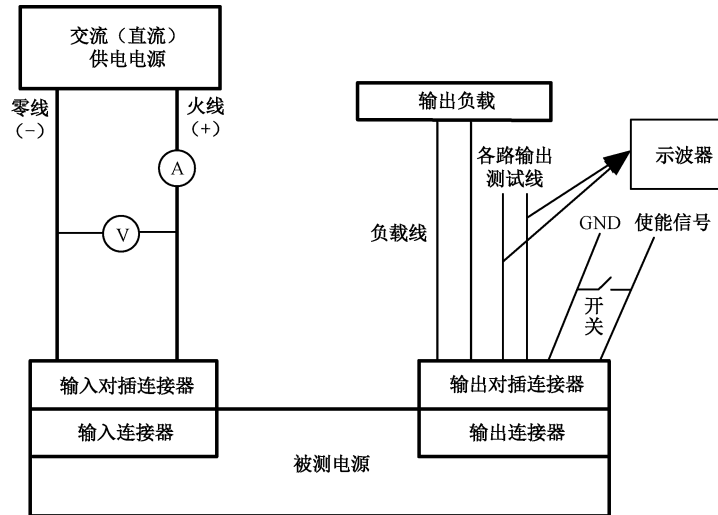 交流（直流）
供电电源
零线
（−）
火线
（+）
A
V
输出负载
各路输出
测试线
示波器
负载线
GND
使能信号
开
关
输入对插连接器
输出对插连接器
输入连接器
输出连接器
被测电源